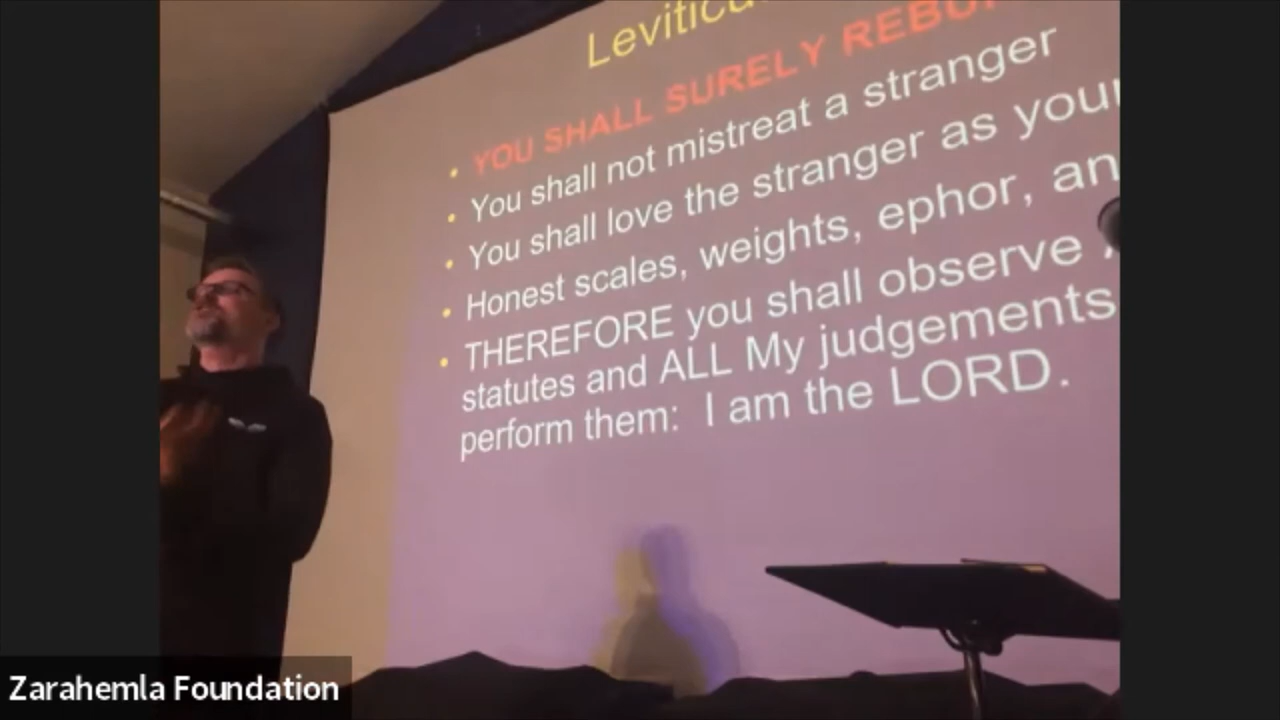 Leviticu
• YOU SHALL SURELY REBU
• You shall not mistreat a stranger
• You shall love the stranger as your
• Honest scales, weights, ephor, an
• THEREFORE you shall observe
statutes and ALL My judgements
perform them: I am the LORD.
Zarahemla Foundation